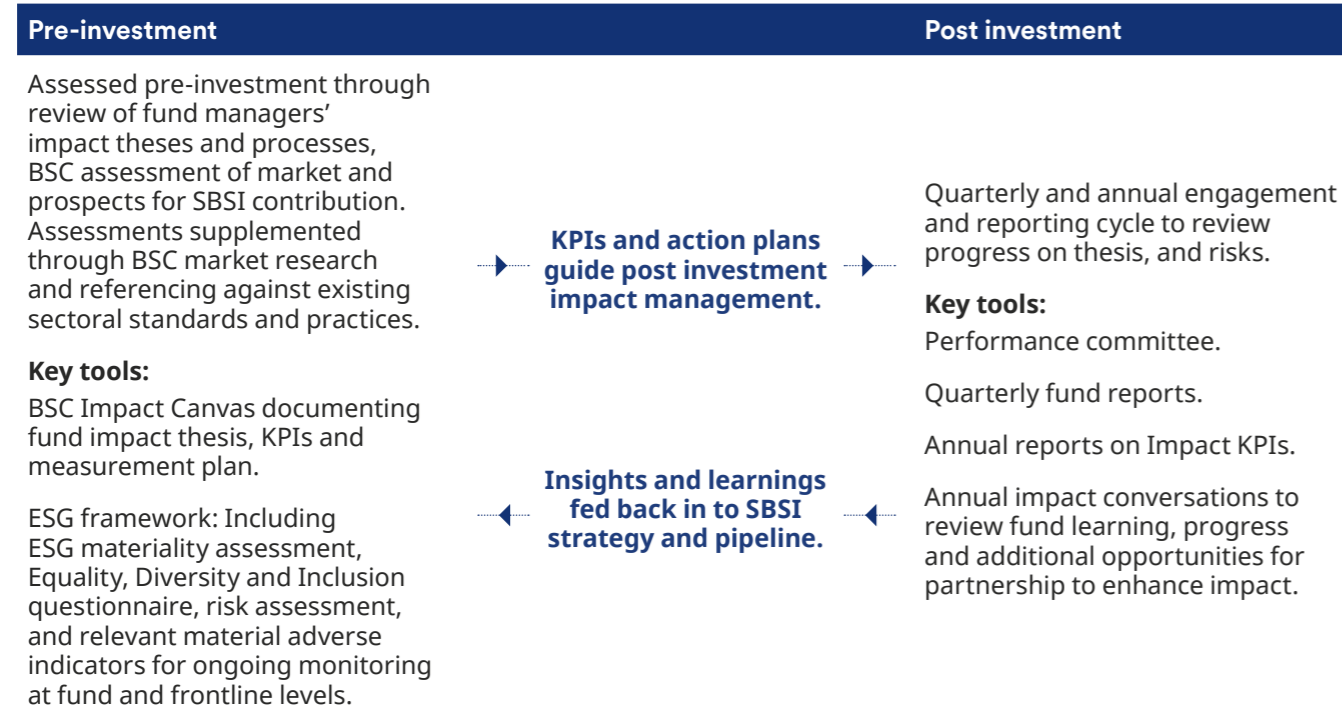 Pre-investment
Assessed pre-investment through
review of fund managers’
impact theses and processes,
BSC assessment of market and
prospects for SBSI contribution.
Assessments supplemented
through BSC market research
and referencing against existing
sectoral standards and practices.
Key tools:
BSC Impact Canvas documenting
fund impact thesis, KPIs and
measurement plan.
ESG framework: Including
ESG materiality assessment,
Equality, Diversity and Inclusion
questionnaire, risk assessment,
and relevant material adverse
indicators for ongoing monitoring
at fund and frontline levels.
KPIs and action plans
guide post investment
impact management.
Insights and learnings
fed back in to SBSI
strategy and pipeline.
Post investment
Quarterly and annual engagement
and reporting cycle to review
progress on thesis, and risks.
Key tools:
Performance committee.
Quarterly fund reports.
Annual reports on Impact KPIs.
Annual impact conversations to
review fund learning, progress
and additional opportunities for
partnership to enhance impact.